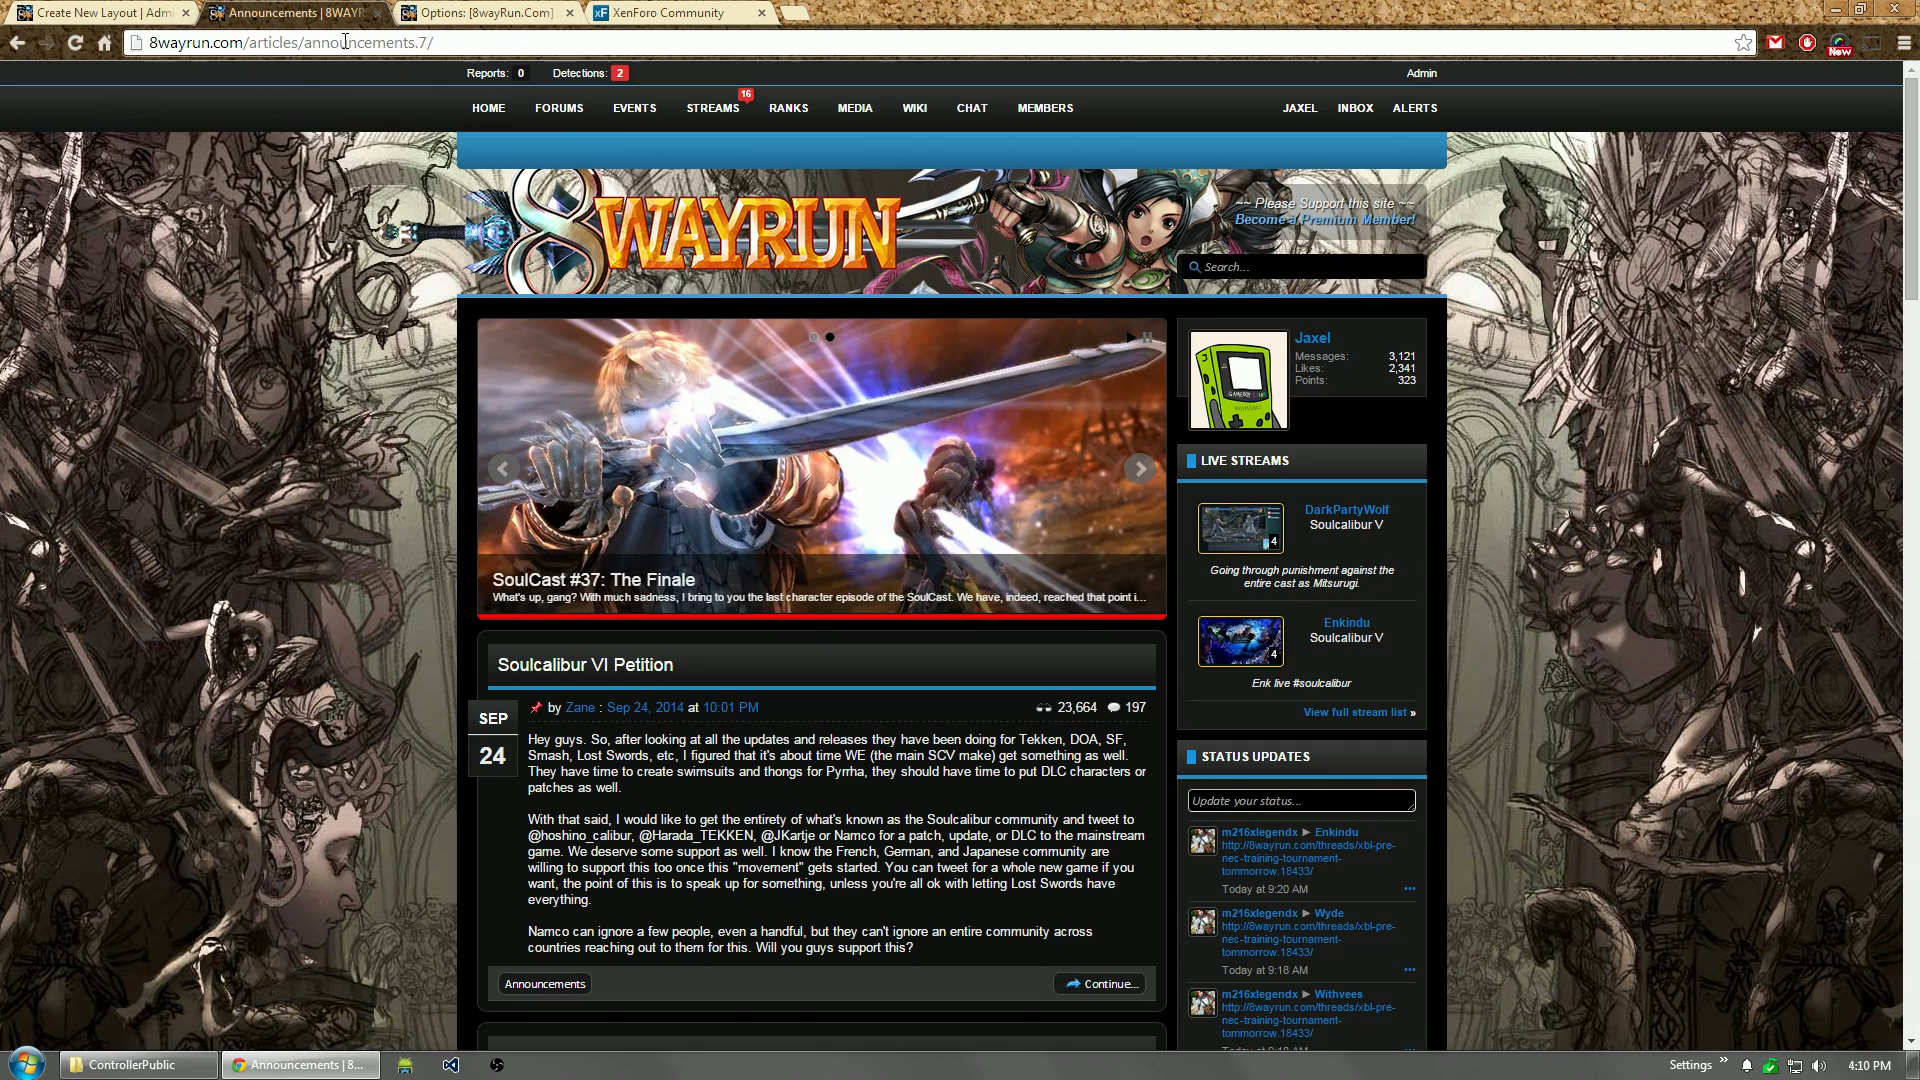 Create New Layout | Admi
Announcements | 8WAYR
Options: [8wayRun.Com]
XenForo Community
8wayrun.com/articles/announcements.7/
New
Reports: 0
Detections: 2
Admin
HOME
FORUMS
EVENTS
STREAMS
16
RANKS
MEDIA
WIKI
CHAT
MEMBERS
JAXEL
INBOX
ALERTS
8WAYRUN
~~ Please Support this site ~~
Become a Premium Member!
Search...
SoulCast #37: The Finale
What's up, gang? With much sadness, I bring to you the last character episode of the SoulCast. We have, indeed, reached that point i...
Soulcalibur VI Petition
SEP
24
by Zane : Sep 24, 2014 at 10:01 PM
23,664
197
Hey guys. So, after looking at all the updates and releases they have been doing for Tekken, DOA, SF,
Smash, Lost Swords, etc, I figured that it's about time WE (the main SCV make) get something as well.
They have time to create swimsuits and thongs for Pyrrha, they should have time to put DLC characters or
patches as well.
With that said, I would like to get the entirety of what's known as the Soulcalibur community and tweet to
@hoshino_calibur, @Harada_TEKKEN, @JKartje or Namco for a patch, update, or DLC to the mainstream
game. We deserve some support as well. I know the French, German, and Japanese community are
willing to support this too once this "movement" gets started. You can tweet for a whole new game if you
want, the point of this is to speak up for something, unless you're all ok with letting Lost Swords have
everything.
Namco can ignore a few people, even a handful, but they can't ignore an entire community across
countries reaching out to them for this. Will you guys support this?
Announcements
Continue...
GAMEBOY
Jaxel
Messages: 3,121
Likes: 2,341
Points: 323
LIVE STREAMS
DarkPartyWolf
Soulcalibur V
4
Going through punishment against the
entire cast as Mitsurugi.
Enkindu
Soulcalibur V
4
Enk live #soulcalibur
View full stream list »
STATUS UPDATES
Update your status...
m216xlegendx ► Enkindu
http://8wayrun.com/threads/xbl-pre-
nec-training-tournament-
tommorrow.18433/
Today at 9:20 AM
•••
m216xlegendx ► Wyde
http://8wayrun.com/threads/xbl-pre-
nec-training-tournament-
tommorrow.18433/
Today at 9:18 AM
•••
m216xlegendx ► Withvees
http://8wayrun.com/threads/xbl-pre-
nec-training-tournament-
tommorrow.18433/
Today at 9:18 AM
ControllerPublic
Announcements | 8...
Settings
4:10 PM